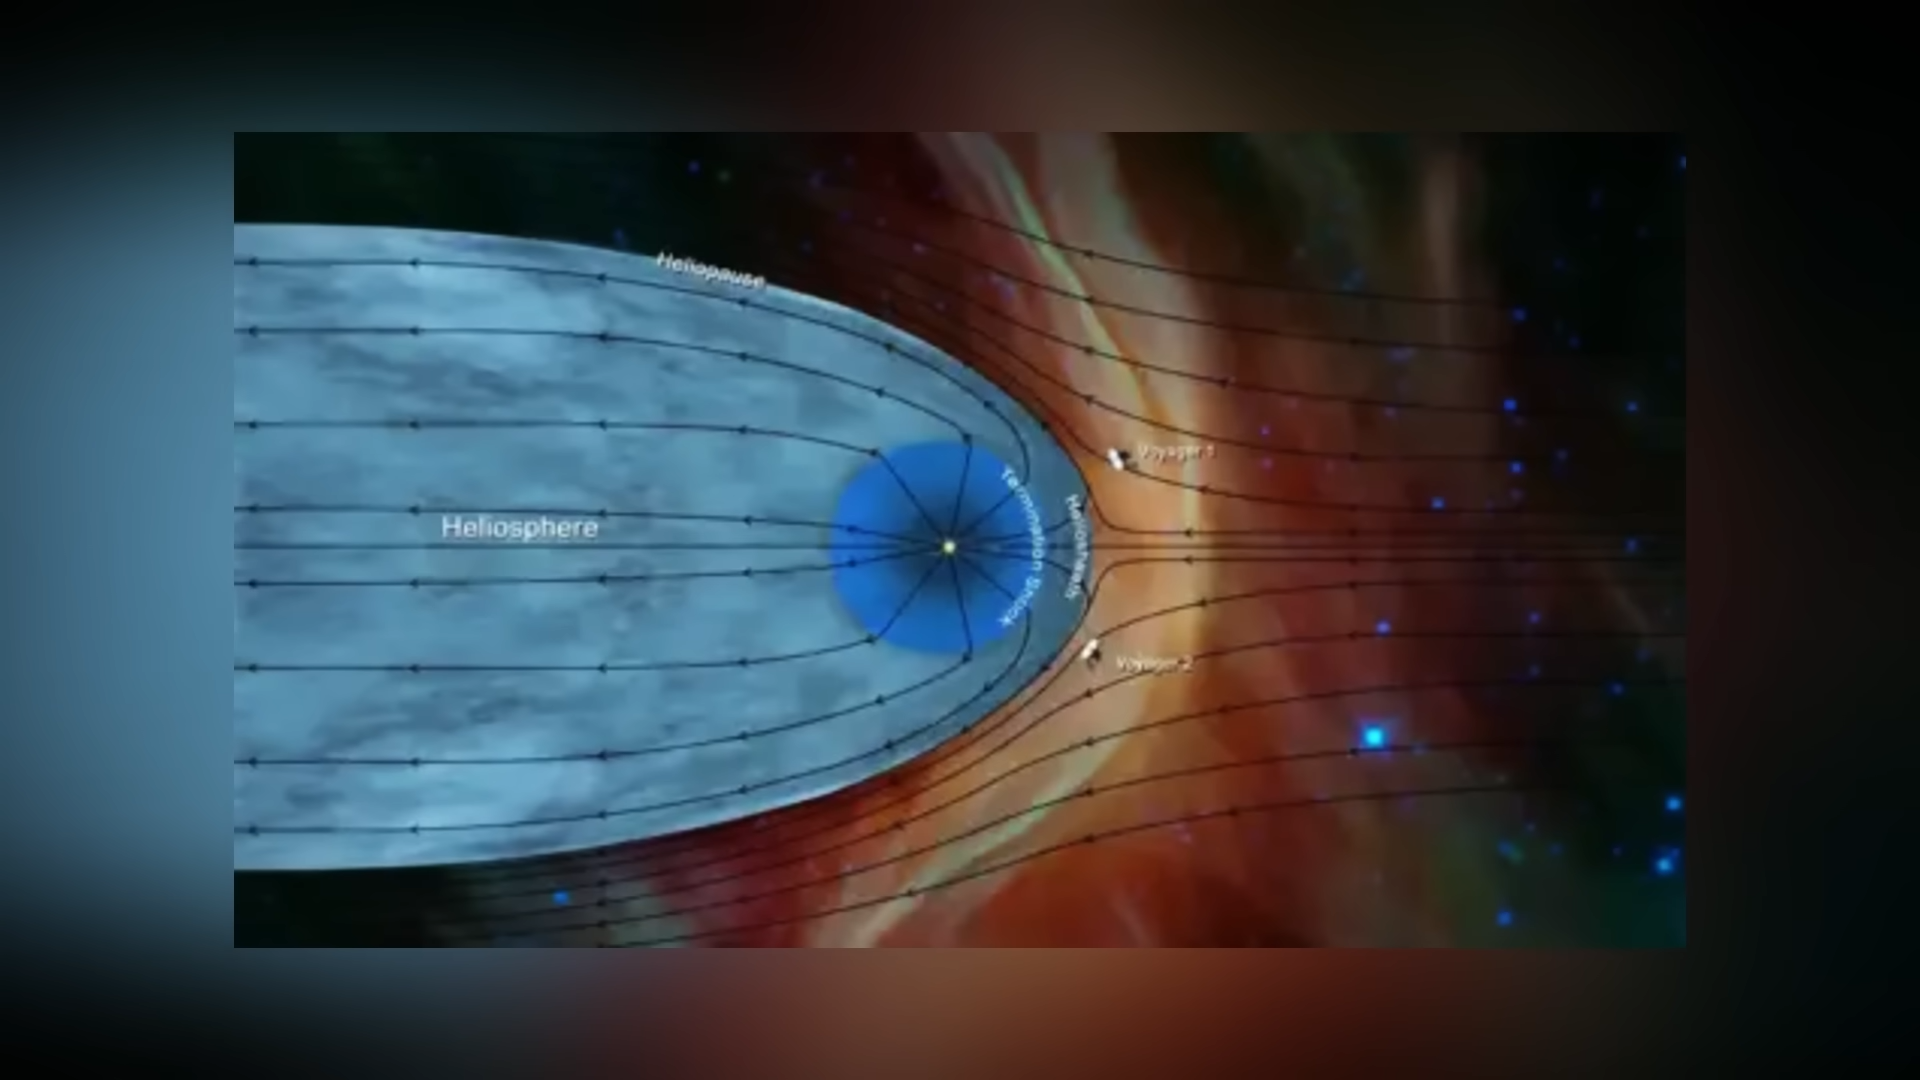 Heliopause
Voyager 1
Termination Shock
Heliosheath
Heliosphere
Voyager 2